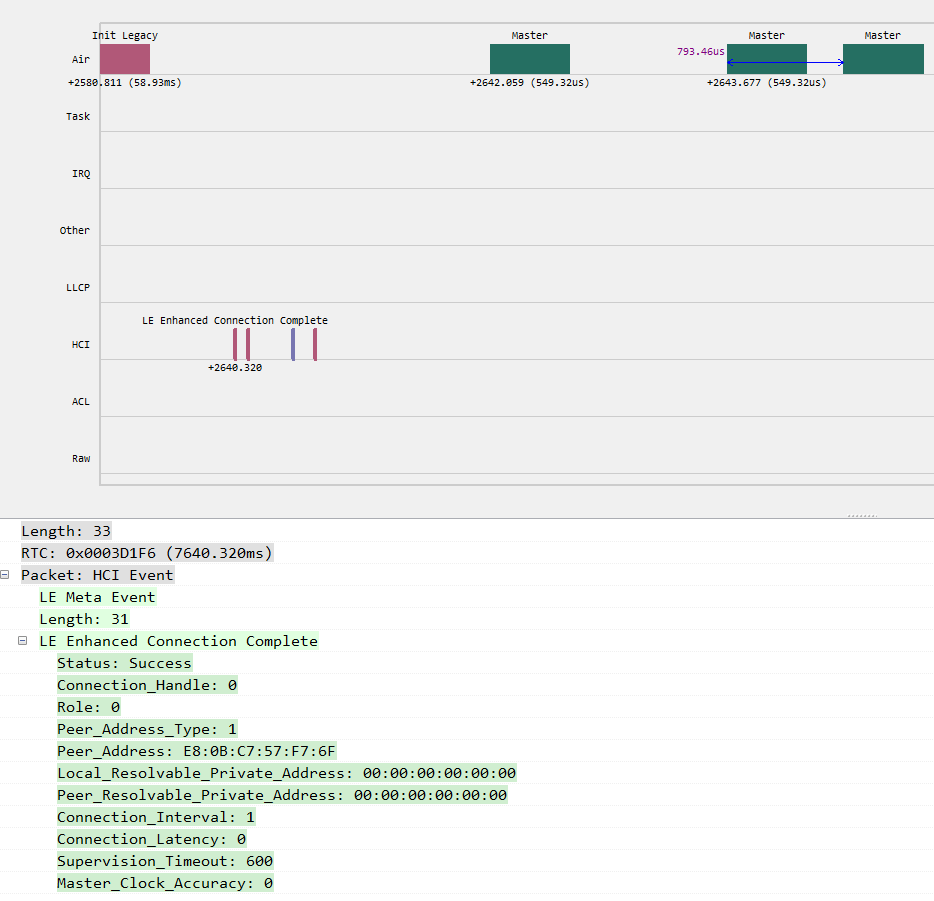 Init Legacy Master Master Master
793.46us
Air
+2580.811 (58.93ms) +2642.059 (549.32us) +2643.677 (549.32us)
Task
IRQ
Other
LLCP
LE Enhanced Connection Complete
HCI
+2640.320
ACL
Raw
Length: 33
RTC: 0x0003D1F6 (7640.320ms)
Packet: HCI Event
LE Meta Event
Length: 31
LE Enhanced Connection Complete
Status: Success
Connection_Handle: 0
Role: 0
Peer_Address_Type: 1
Peer_Address: E8:0B:C7:57:F7:6F
Local_Resolvable_Private_Address: 00:00:00:00:00:00
Peer_Resolvable_Private_Address: 00:00:00:00:00:00
Connection_Interval: 1
Connection_Latency: 0
Supervision_Timeout: 600
Master_Clock_Accuracy: 0